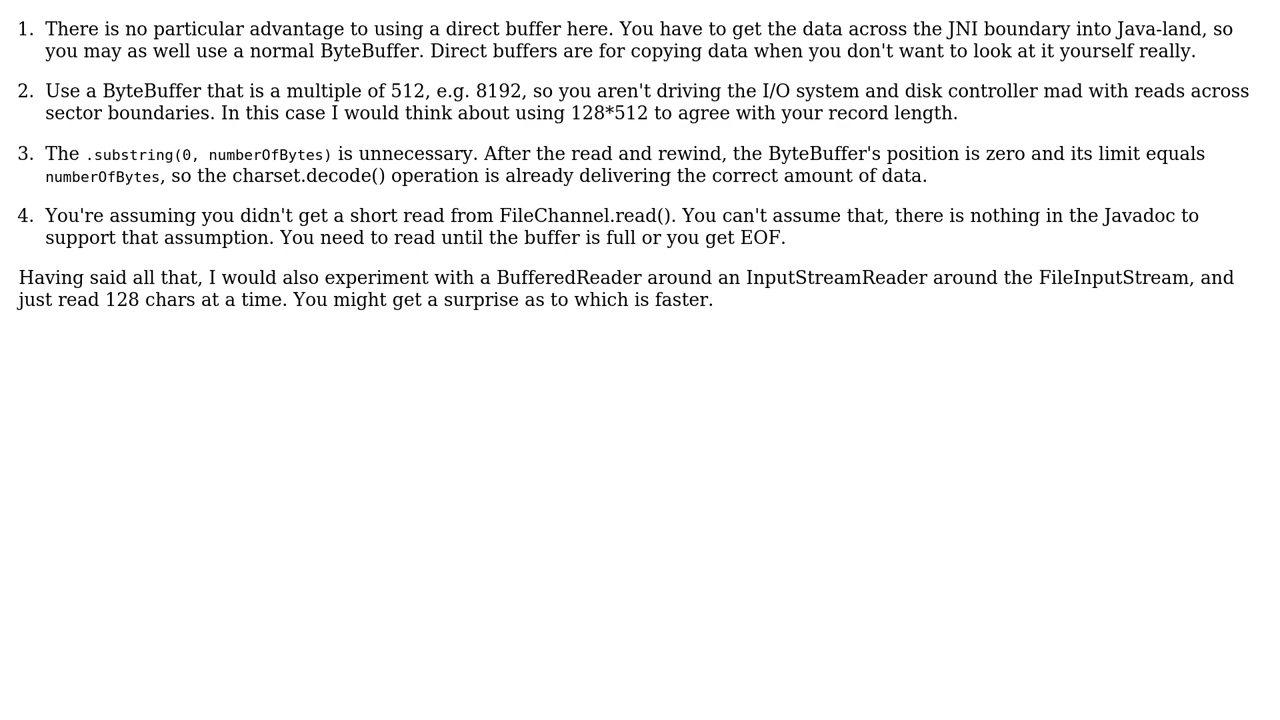 1. There is no particular advantage to using a direct buffer here. You have to get the data across the JNI boundary into Java-land, so
you may as well use a normal ByteBuffer. Direct buffers are for copying data when you don't want to look at it yourself really.
2. Use a ByteBuffer that is a multiple of 512, e.g. 8192, so you aren't driving the I/O system and disk controller mad with reads across
sector boundaries. In this case I would think about using 128*512 to agree with your record length.
3. The .substring(0, numberOfBytes) is unnecessary. After the read and rewind, the ByteBuffer's position is zero and its limit equals
numberOfBytes, so the charset.decode() operation is already delivering the correct amount of data.
4. You're assuming you didn't get a short read from FileChannel.read(). You can't assume that, there is nothing in the Javadoc to
support that assumption. You need to read until the buffer is full or you get EOF.
Having said all that, I would also experiment with a BufferedReader around an InputStreamReader around the FileInputStream, and
just read 128 chars at a time. You might get a surprise as to which is faster.